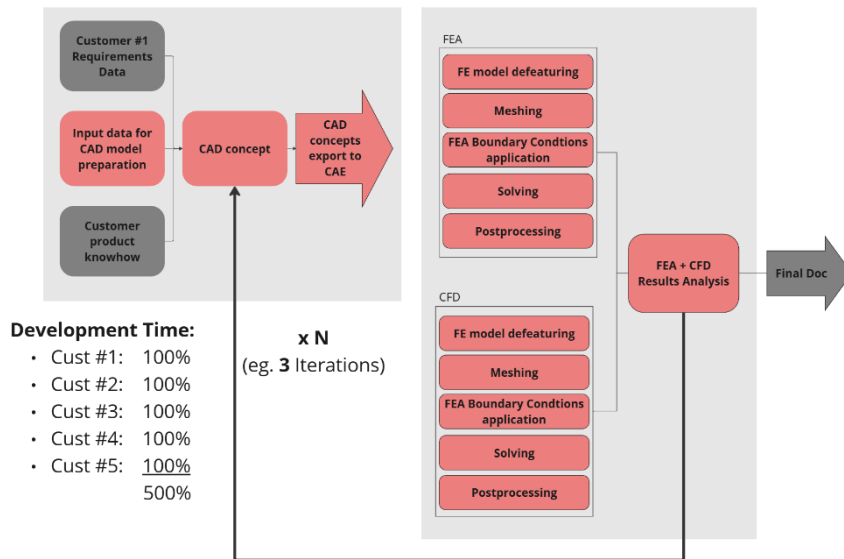 Customer #1
Requirements
Data
Input data for
CAD model
preparation
Customer
product
knowhow
CAD concept
CAD
concepts
export to
CAE
FEA
FE model defeaturing
Meshing
FEA Boundary Condtions
application
Solving
Postprocessing
CFD
FE model defeaturing
Meshing
FEA Boundary Condtions
application
Solving
Postprocessing
FEA + CFD
Results Analysis
Final Doc
Development Time:
• Cust #1: 100%
• Cust #2: 100%
• Cust #3: 100%
• Cust #4: 100%
• Cust #5: 100%
500%
x N
(eg. 3 Iterations)